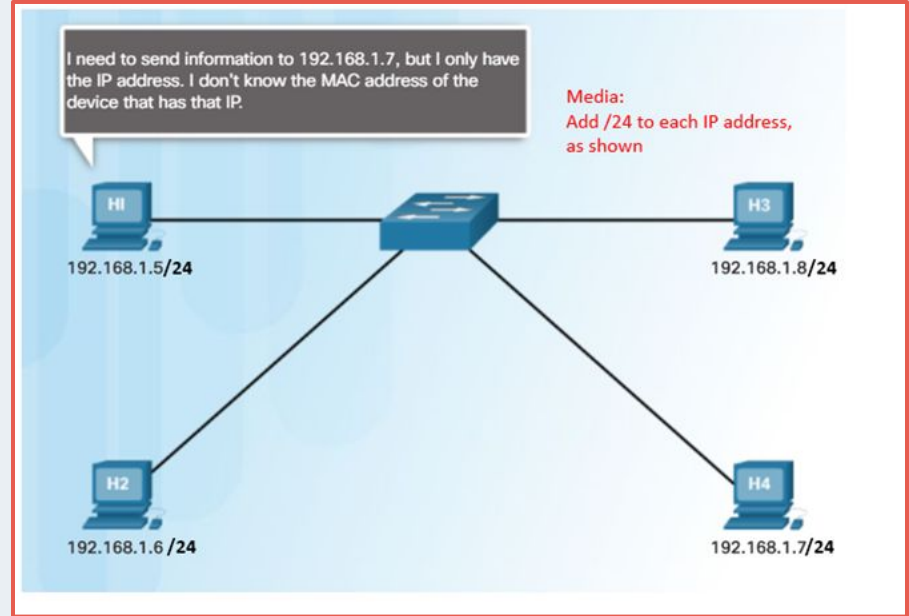 I need to send information to 192.168.1.7, but I only have
the IP address. I don't know the MAC address of the
device that has that IP.
Media:
Add /24 to each IP address,
as shown
H1
H3
192.168.1.5/24
192.168.1.8/24
H2
H4
192.168.1.6 /24
192.168.1.7/24